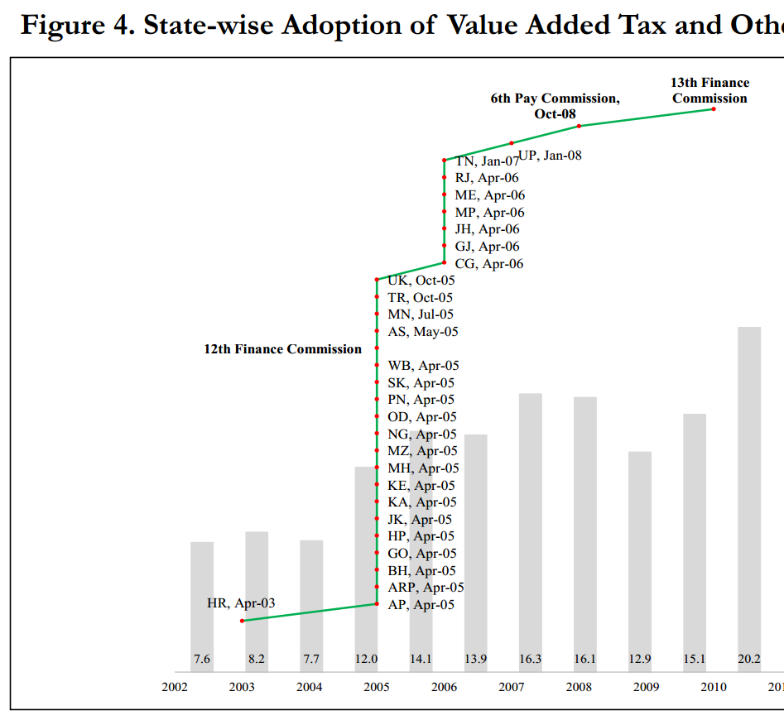 Figure 4. State-wise Adoption of Value Added Tax and
13th Finance
Commission
6th Pay Commission,
Oct-08
UP, Jan-08
TN, Jan-07
RJ, Apr-06
ME, Apr-06
MP, Apr-06
JH, Apr-06
GJ, Apr-06
CG, Apr-06
UK, Oct-05
TR, Oct-05
MN, Jul-05
AS, May-05
12th Finance Commission
WB, Apr-05
SK, Apr-05
PN, Apr-05
OD, Apr-05
NG, Apr-05
MZ, Apr-05
MH, Apr-05
KE, Apr-05
KA, Apr-05
JK, Apr-05
HP, Apr-05
GO, Apr-05
BH, Apr-05
ARP, Apr-05
AP, Apr-05
HR, Apr-03
7.6 8.2 7.7 12.0 14.1 13.9 16.3 16.1 12.9 15.1 20.2
2002 2003 2004 2005 2006 2007 2008 2009 2010